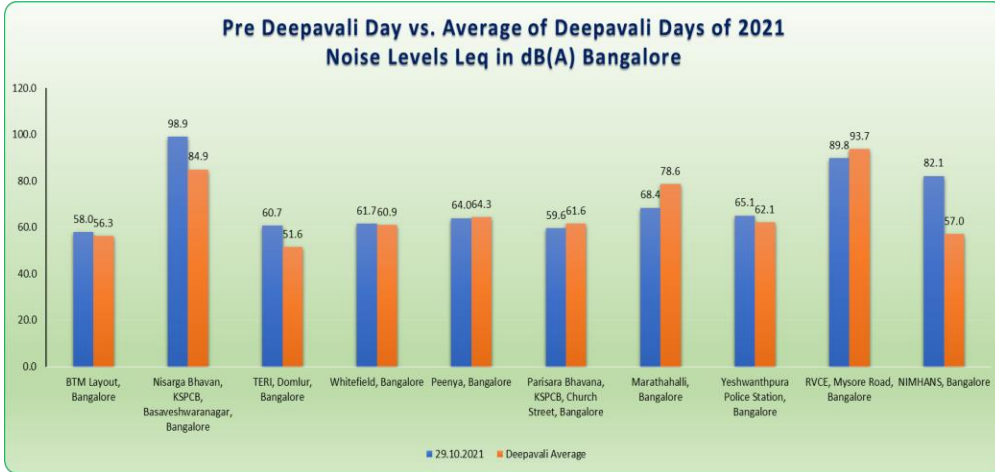 Pre Deepavali Day vs. Average of Deepavali Days of 2021
Noise Levels Leq in dB(A) Bangalore
120.0
100.0
80.0
60.0
40.0
20.0
0.0
58.0 56.3
98.9 84.9
60.7 51.6
61.7 60.9
64.0 64.3
59.6 61.6
68.4 78.6
65.1 62.1
89.8 93.7
82.1 57.0
BTM Layout,
Bangalore
Nisarga Bhavan,
KSPCB,
Basaveshwaranagar,
Bangalore
TERI, Domlur,
Bangalore
Whitefield, Bangalore
Peenya, Bangalore
Parisara Bhavana,
KSPCB, Church
Street, Bangalore
Marathahalli,
Bangalore
Yeshwanthpura
Police Station,
Bangalore
RVCE, Mysore Road,
Bangalore
NIMHANS, Bangalore
29.10.2021 Deepavali Average